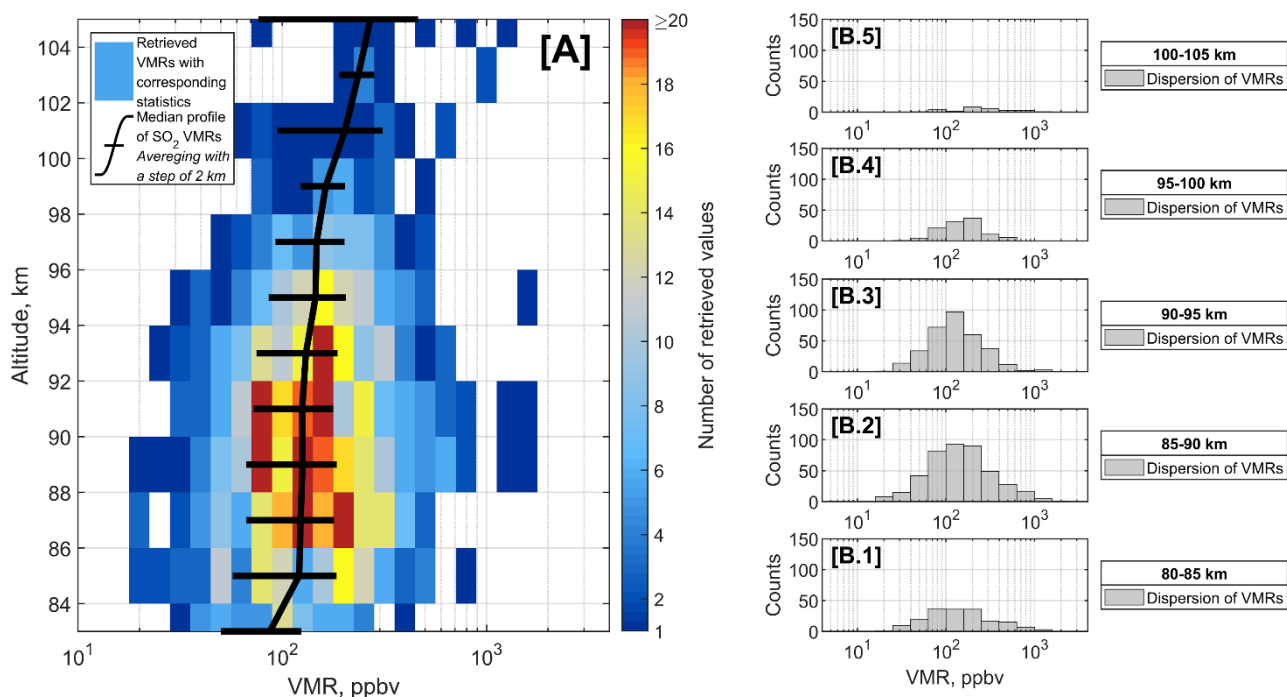 [A]
Retrieved
VMRs with
corresponding
statistics
Median profile
of SO₂ VMRs
Avereging with
a step of 2 km
104
102
100
98
96
94
92
90
88
86
84
Altitude, km
10¹
10²
10³
VMR, ppbv
≥20
18
16
14
12
10
8
6
4
2
1
Number of retrieved values
[B.5]
Counts
150
100
50
0
10¹ 10² 10³
100-105 km
Dispersion of VMRs
[B.4]
Counts
150
100
50
0
10¹ 10² 10³
95-100 km
Dispersion of VMRs
[B.3]
Counts
150
100
50
0
10¹ 10² 10³
90-95 km
Dispersion of VMRs
[B.2]
Counts
150
100
50
0
10¹ 10² 10³
85-90 km
Dispersion of VMRs
[B.1]
Counts
150
100
50
0
10¹ 10² 10³
VMR, ppbv
80-85 km
Dispersion of VMRs